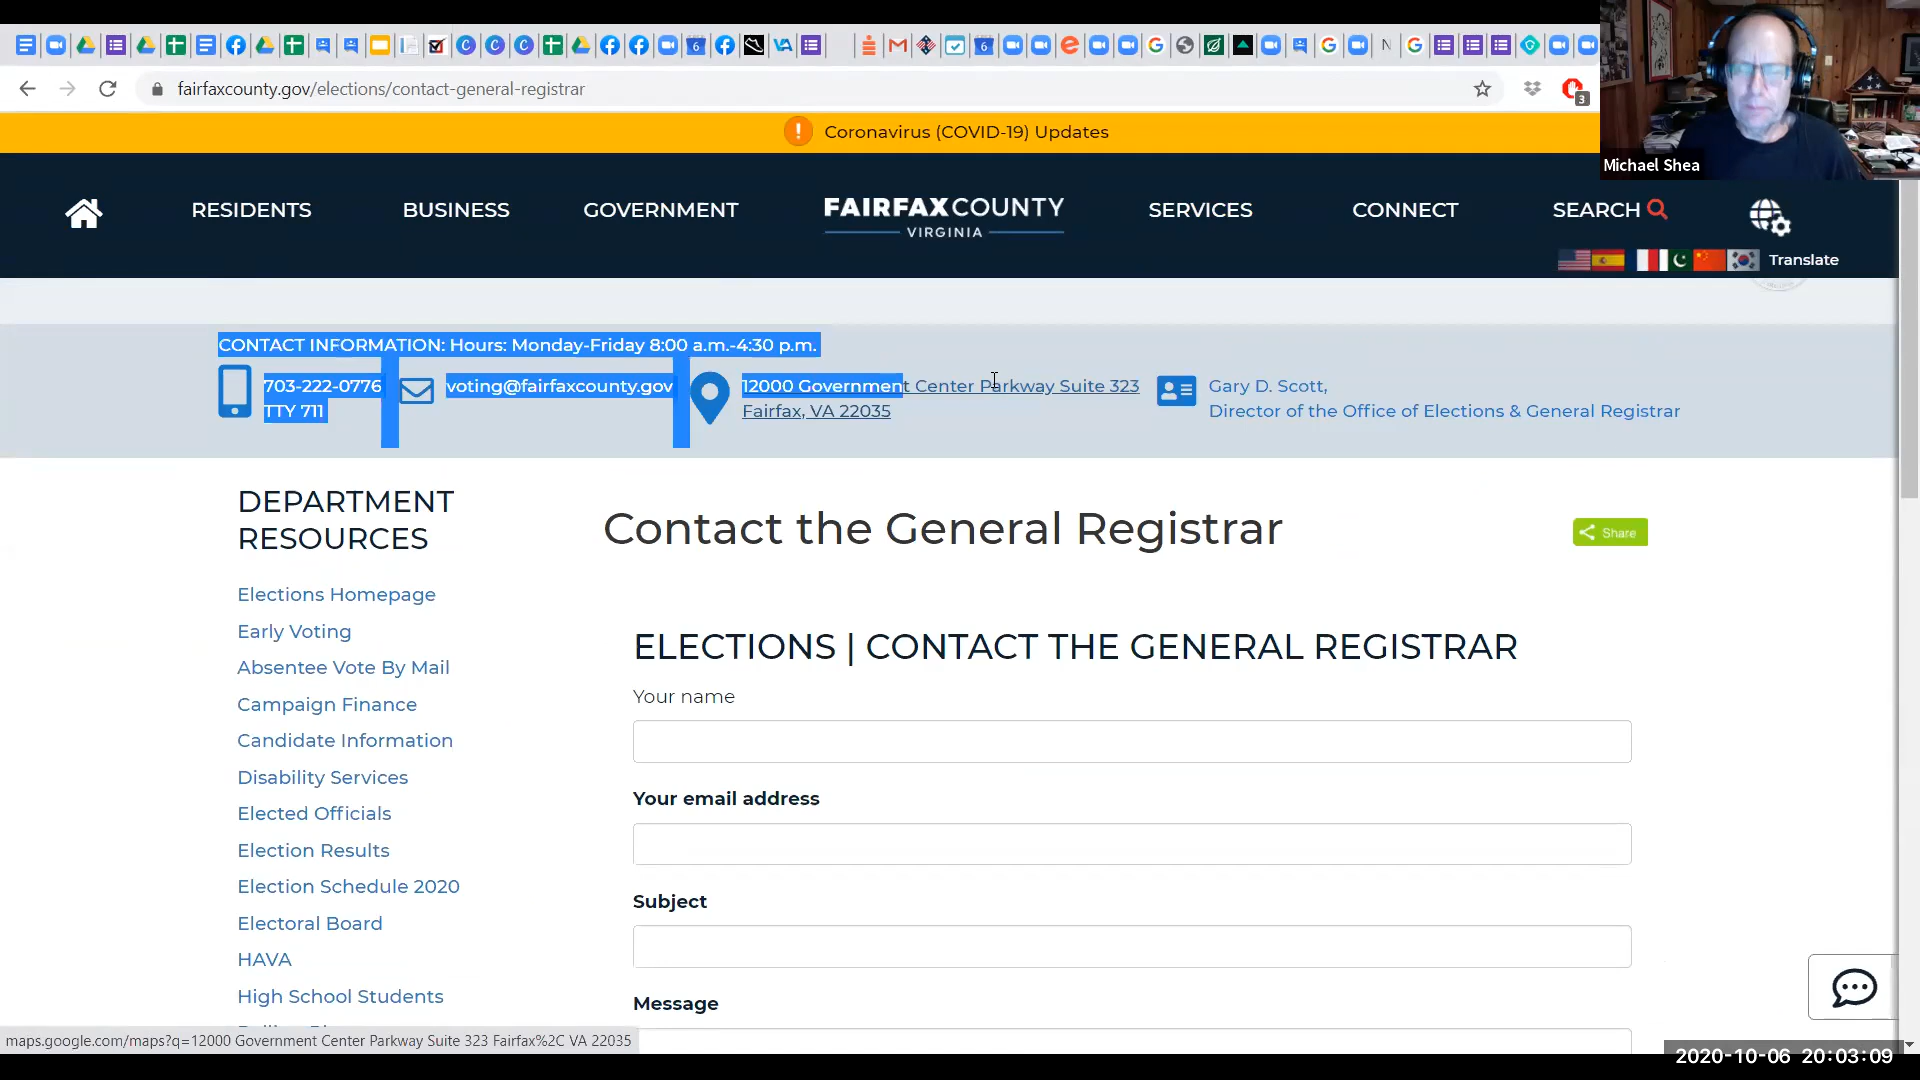 fairfaxcounty.gov/elections/contact-general-registrar
3
Coronavirus (COVID-19) Updates
Michael Shea
RESIDENTS
BUSINESS
GOVERNMENT
FAIRFAX COUNTY
VIRGINIA
SERVICES
CONNECT
SEARCH
Translate
CONTACT INFORMATION: Hours: Monday-Friday 8:00 a.m.-4:30 p.m.
703-222-0776
TTY 711
voting@fairfaxcounty.gov
12000 Government Center Parkway Suite 323
Fairfax, VA 22035
Gary D. Scott,
Director of the Office of Elections & General Registrar
DEPARTMENT
RESOURCES
Elections Homepage
Early Voting
Absentee Vote By Mail
Campaign Finance
Candidate Information
Disability Services
Elected Officials
Election Results
Election Schedule 2020
Electoral Board
HAVA
High School Students
Contact the General Registrar
Share
ELECTIONS | CONTACT THE GENERAL REGISTRAR
Your name
Your email address
Subject
Message
maps.google.com/maps?q=12000 Government Center Parkway Suite 323 Fairfax%2C VA 22035
2020-10-06 20:03:09